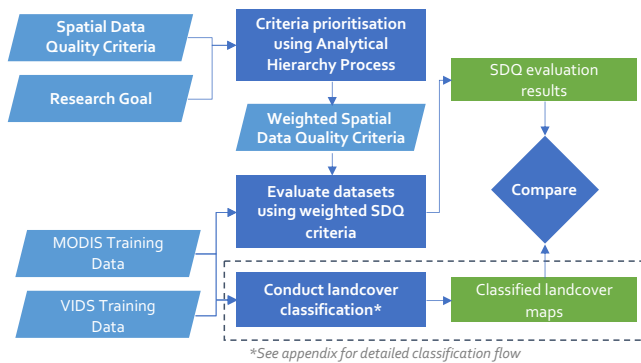 Spatial Data
Quality Criteria
Research Goal
Criteria prioritisation
using Analytical
Hierarchy Process
Weighted Spatial
Data Quality Criteria
Evaluate datasets
using weighted SDQ
criteria
SDQ evaluation
results
Compare
MODIS Training
Data
VIDS Training
Data
Conduct landcover
classification*
Classified landcover
maps
*See appendix for detailed classification flow